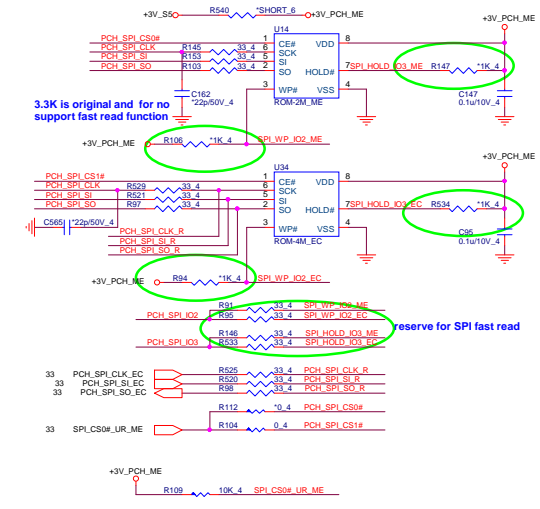 +3V_S5 R540 *SHORT_6 +3V_PCH_ME
+3V_PCH_ME
U14
PCH_SPI_CS0# 1 CE# VDD 8
PCH_SPI_CLK R145 33_4 6 SCK
PCH_SPI_SI R153 33_4 5 SI
PCH_SPI_SO R103 33_4 2 SO HOLD# 7 SPI_HOLD_IO3_ME R147 *1K_4
3 WP# VSS 4
ROM-2M_ME
C162
*22p/50V_4
C147
0.1u/10V_4
3.3K is original and for no
support fast read function
+3V_PCH_ME R106 *1K_4 SPI_WP_IO2_ME
+3V_PCH_ME
U34
PCH_SPI_CS1# 1 CE# VDD 8
PCH_SPI_CLK R529 33_4 6 SCK
PCH_SPI_SI R521 33_4 5 SI
PCH_SPI_SO R97 33_4 2 SO HOLD# 7 SPI_HOLD_IO3_EC R534 *1K_4
C565 *22p/50V_4 3 WP# VSS 4
ROM-4M_EC
C95
0.1u/10V_4
PCH_SPI_CLK_R
PCH_SPI_SI_R
PCH_SPI_SO_R
+3V_PCH_ME R94 *1K_4 SPI_WP_IO2_EC
R91 33_4 SPI_WP_IO2_ME
PCH_SPI_IO2 R95 33_4 SPI_WP_IO2_EC
reserve for SPI fast read
R146 33_4 SPI_HOLD_IO3_ME
PCH_SPI_IO3 R533 33_4 SPI_HOLD_IO3_EC
33 PCH_SPI_CLK_EC R525 33_4 PCH_SPI_CLK_R
33 PCH_SPI_SI_EC R520 33_4 PCH_SPI_SI_R
33 PCH_SPI_SO_EC R98 33_4 PCH_SPI_SO_R
R112 *0_4 PCH_SPI_CS0#
33 SPI_CS0#_UR_ME R104 0_4 PCH_SPI_CS1#
+3V_PCH_ME
R109 10K_4 SPI_CS0#_UR_ME